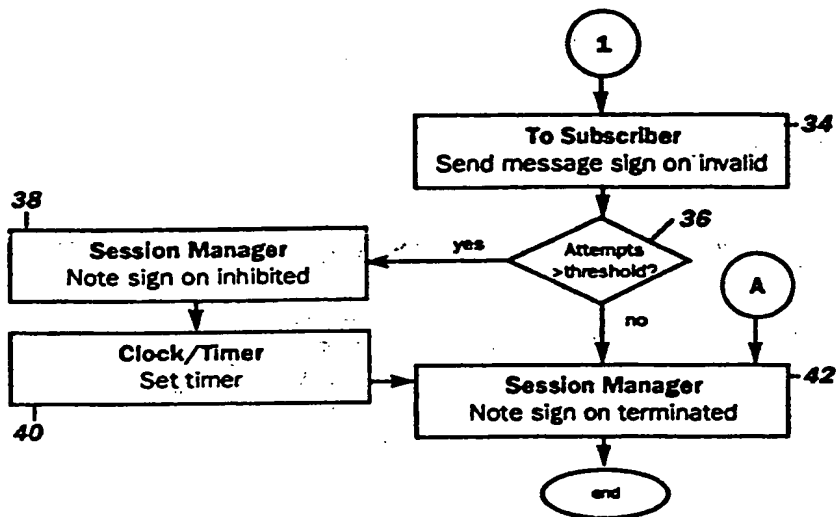 1
34
To Subscriber
Send message sign on invalid
36
Attempts
>threshold?
yes
no
38
Session Manager
Note sign on inhibited
Clock/Timer
Set timer
40
A
42
Session Manager
Note sign on terminated
end